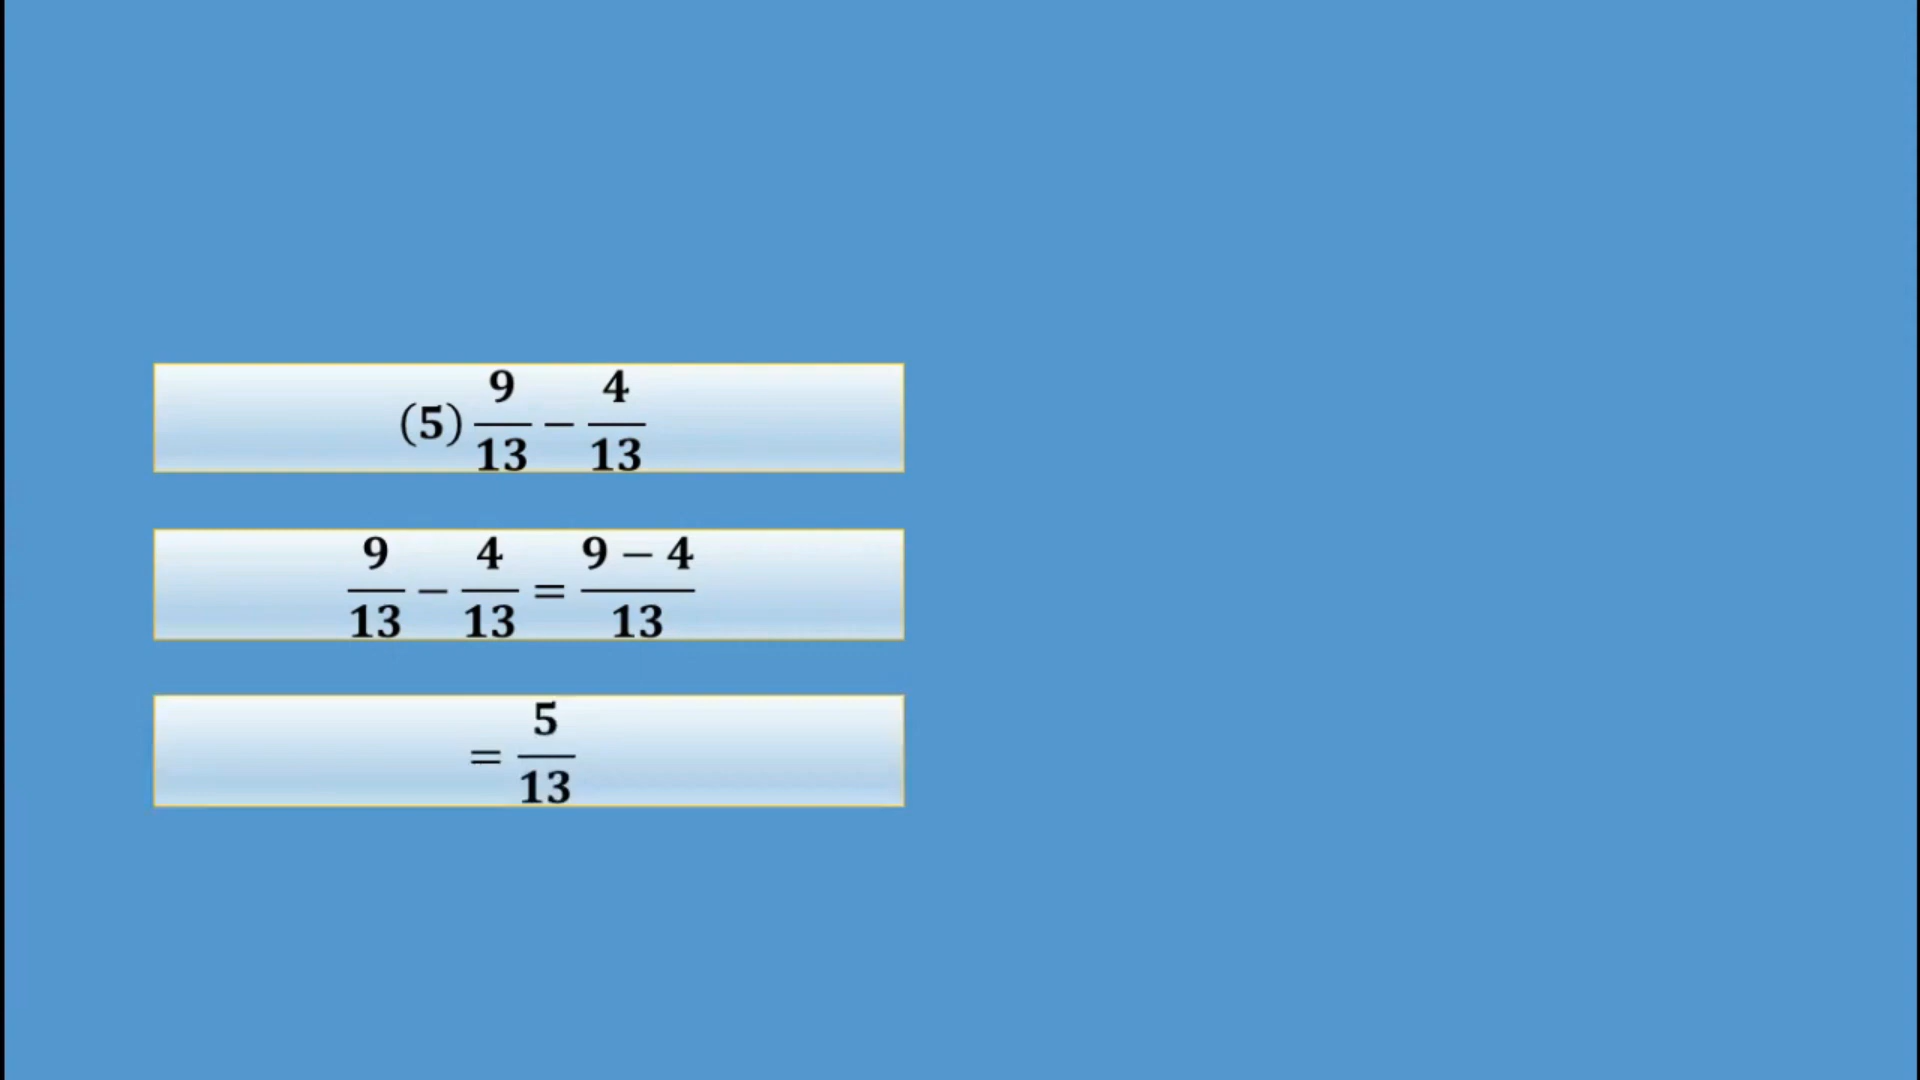 (5) 9/13 − 4/13
9/13 − 4/13 = (9 − 4)/13
= 5/13